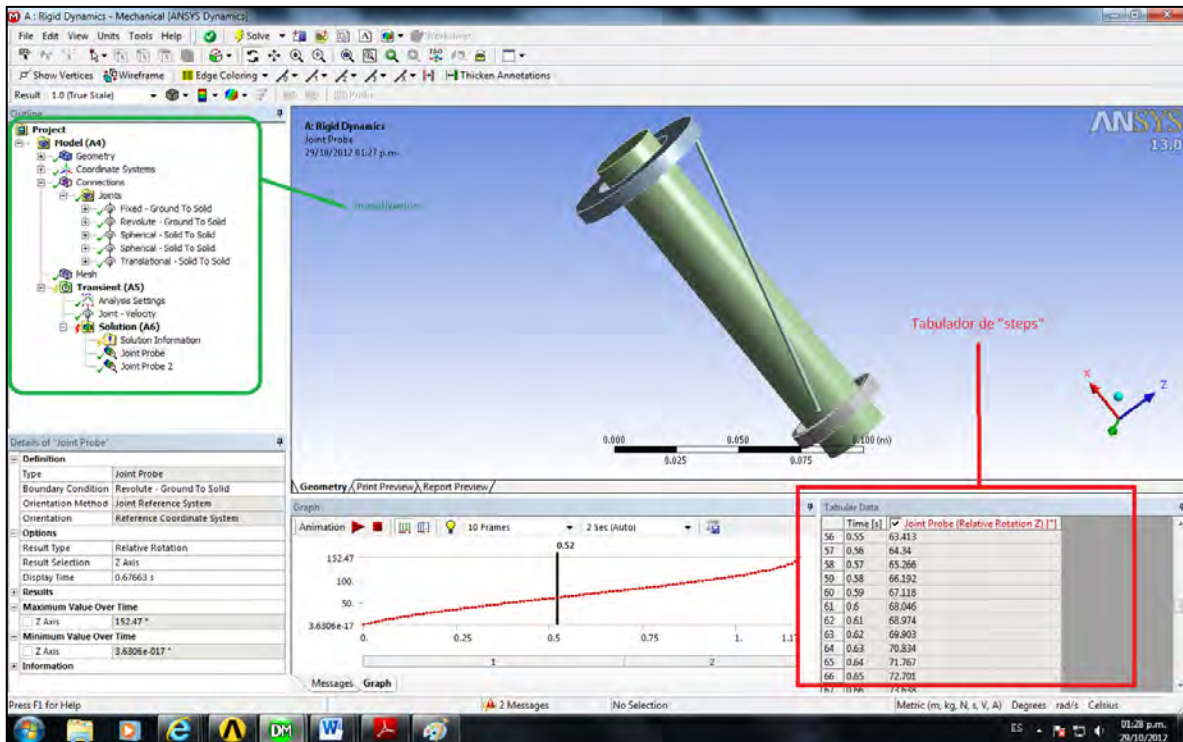 A : Rigid Dynamics - Mechanical [ANSYS Dynamics]
File Edit View Units Tools Help Solve Worksheet
Show Vertices Wireframe Edge Coloring Thicken Annotations
Result 1.0 (True Scale) Probe
Outline
Project
Model (A4)
Geometry
Coordinate Systems
Connections
Joints
Fixed - Ground To Solid
Revolute - Ground To Solid
Spherical - Solid To Solid
Spherical - Solid To Solid
Translational - Solid To Solid
Mesh
Transient (A5)
Analysis Settings
Joint - Velocity
Solution (A6)
Solution Information
Joint Probe
Joint Probe 2
A: Rigid Dynamics
Joint Probe
29/10/2012 01:27 p.m.
ANSYS
13.0
Tabulador de "steps"
X
Z
0.000 0.050 0.100 (m)
0.025 0.075
Geometry Print Preview Report Preview
Details of "Joint Probe"
Definition
Type Joint Probe
Boundary Condition Revolute - Ground To Solid
Orientation Method Joint Reference System
Orientation Reference Coordinate System
Options
Result Type Relative Rotation
Result Selection Z Axis
Display Time 0.67663 s
Results
Maximum Value Over Time
Z Axis 152.47 °
Minimum Value Over Time
Z Axis 3.6306e-017 °
Information
Graph
Animation 10 Frames 2 Sec (Auto)
0.52
152.47
100.
50.
3.6306e-17
0. 0.25 0.5 0.75 1. 1.17
1 2
Messages Graph
Tabular Data
Time [s] Joint Probe (Relative Rotation Z) [°]
56 0.55 63.413
57 0.56 64.34
58 0.57 65.266
59 0.58 66.192
60 0.59 67.118
61 0.6 68.046
62 0.61 68.974
63 0.62 69.903
64 0.63 70.834
65 0.64 71.767
66 0.65 72.701
67 0.66 73.638
Press F1 for Help 2 Messages No Selection Metric (m, kg, N, s, V, A) Degrees rad/s Celsius
DM W
ES 01:28 p.m.
29/10/2012